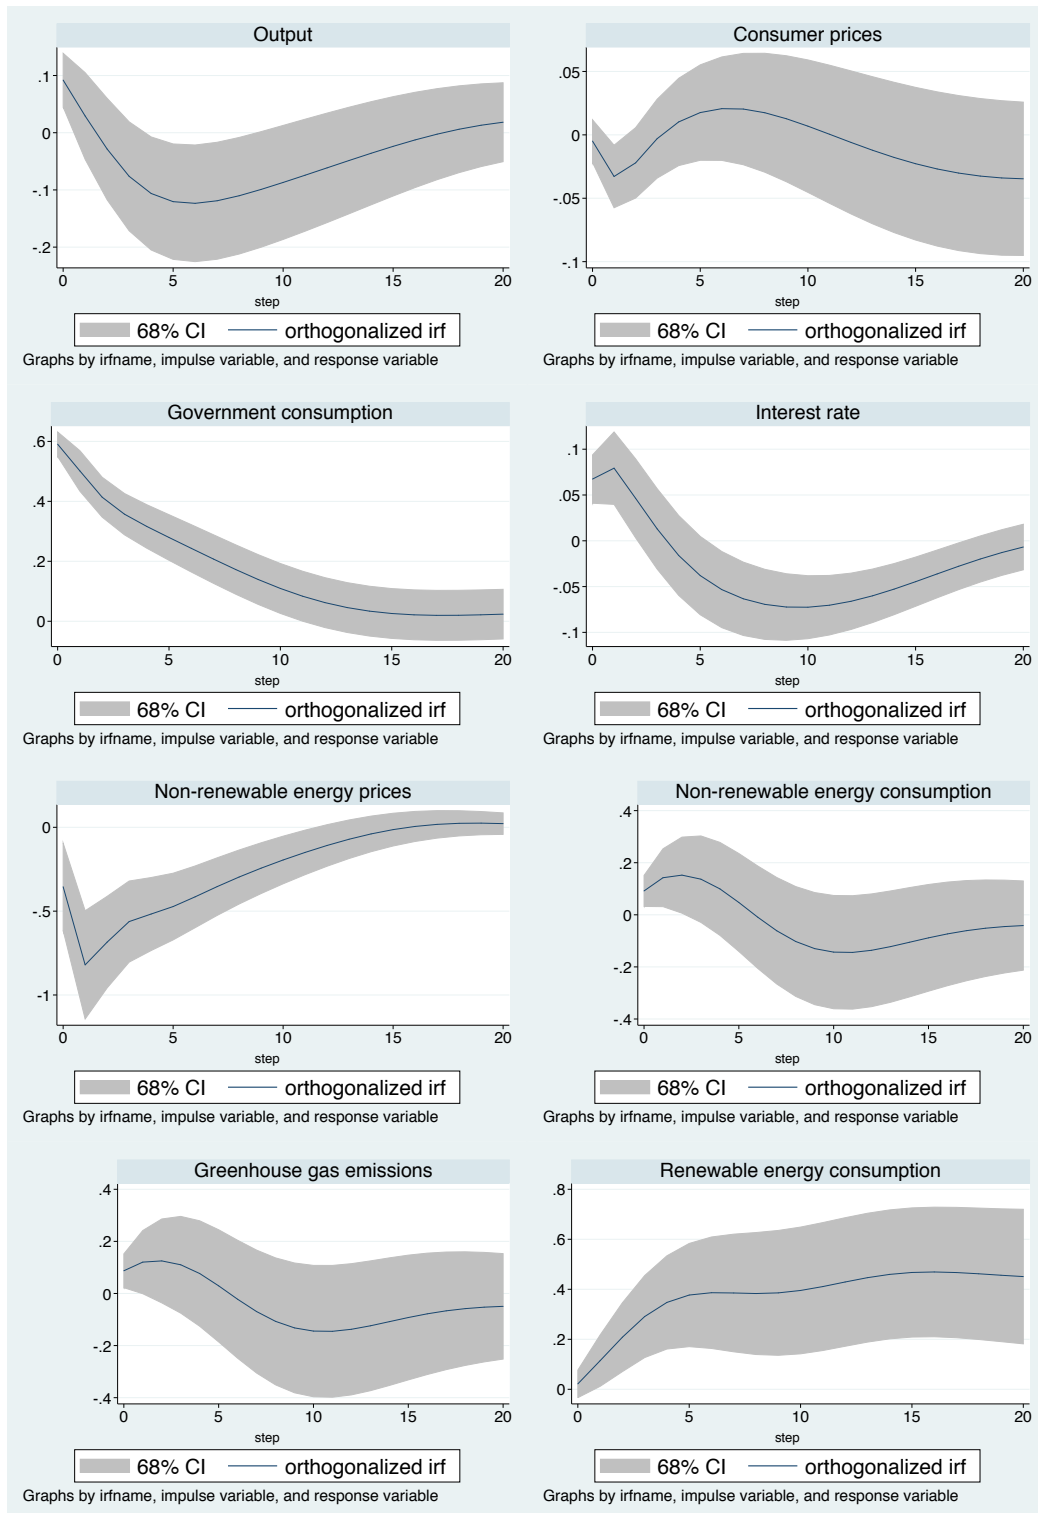 Output
.1
0
-.1
-.2
0 5 10 15 20
step
68% CI orthogonalized irf
Graphs by irfname, impulse variable, and response variable
Consumer prices
.05
0
-.05
-.1
0 5 10 15 20
step
68% CI orthogonalized irf
Graphs by irfname, impulse variable, and response variable
Government consumption
.6
.4
.2
0
0 5 10 15 20
step
68% CI orthogonalized irf
Graphs by irfname, impulse variable, and response variable
Interest rate
.1
.05
0
-.05
-.1
0 5 10 15 20
step
68% CI orthogonalized irf
Graphs by irfname, impulse variable, and response variable
Non-renewable energy prices
0
-.5
-1
0 5 10 15 20
step
68% CI orthogonalized irf
Graphs by irfname, impulse variable, and response variable
Non-renewable energy consumption
.4
.2
0
-.2
-.4
0 5 10 15 20
step
68% CI orthogonalized irf
Graphs by irfname, impulse variable, and response variable
Greenhouse gas emissions
.4
.2
0
-.2
-.4
0 5 10 15 20
step
68% CI orthogonalized irf
Graphs by irfname, impulse variable, and response variable
Renewable energy consumption
.8
.6
.4
.2
0
0 5 10 15 20
step
68% CI orthogonalized irf
Graphs by irfname, impulse variable, and response variable